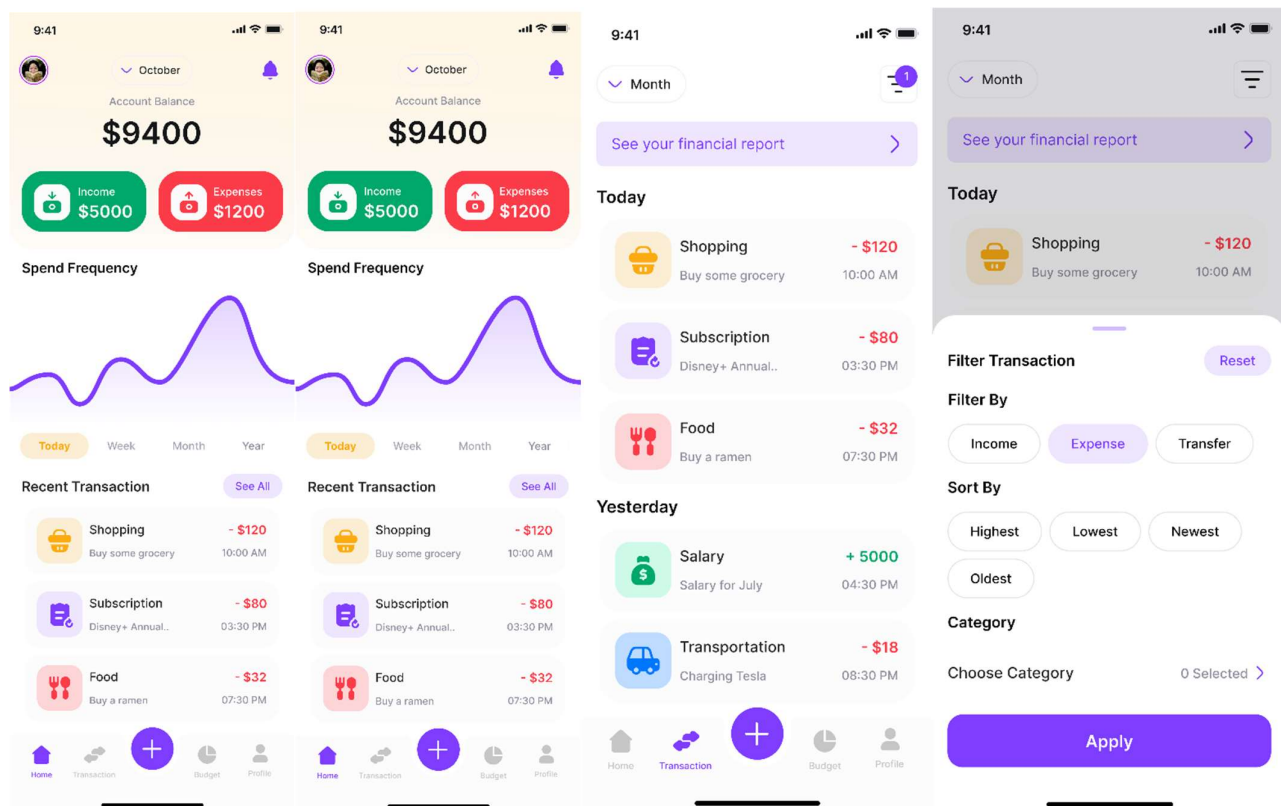 9:41
October
Account Balance
$9400
Income
$5000
Expenses
$1200
Spend Frequency
Today Week Month Year
Recent Transaction See All
Shopping - $120
Buy some grocery 10:00 AM
Subscription - $80
Disney+ Annual.. 03:30 PM
Food - $32
Buy a ramen 07:30 PM
Home Transaction Budget Profile
9:41
October
Account Balance
$9400
Income
$5000
Expenses
$1200
Spend Frequency
Today Week Month Year
Recent Transaction See All
Shopping - $120
Buy some grocery 10:00 AM
Subscription - $80
Disney+ Annual.. 03:30 PM
Food - $32
Buy a ramen 07:30 PM
Home Transaction Budget Profile
9:41
Month 1
See your financial report
Today
Shopping - $120
Buy some grocery 10:00 AM
Subscription - $80
Disney+ Annual.. 03:30 PM
Food - $32
Buy a ramen 07:30 PM
Yesterday
Salary + 5000
Salary for July 04:30 PM
Transportation - $18
Charging Tesla 08:30 PM
Home Transaction Budget Profile
9:41
Month
See your financial report
Today
Shopping - $120
Buy some grocery 10:00 AM
Filter Transaction Reset
Filter By
Income Expense Transfer
Sort By
Highest Lowest Newest
Oldest
Category
Choose Category 0 Selected
Apply